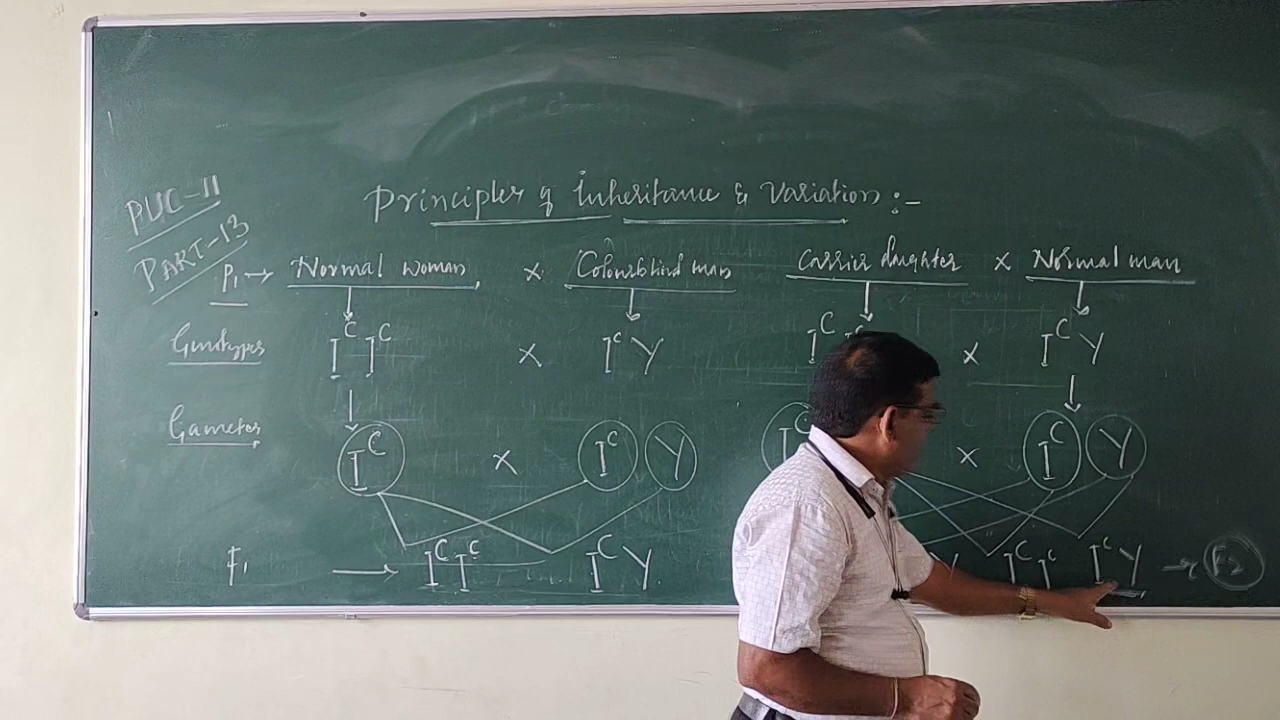 PUC-II
PART-13
Principles of Inheritance & Variation :-
P1 → Normal woman × Colourblind man Carrier daughter × Normal man
Genotypes I^C I^C × I^c Y I^C × I^C Y
Gametes I^C × I^c Y × I^C Y
F1 → I^C I^c I^C Y I^C I^c I^c Y → F2